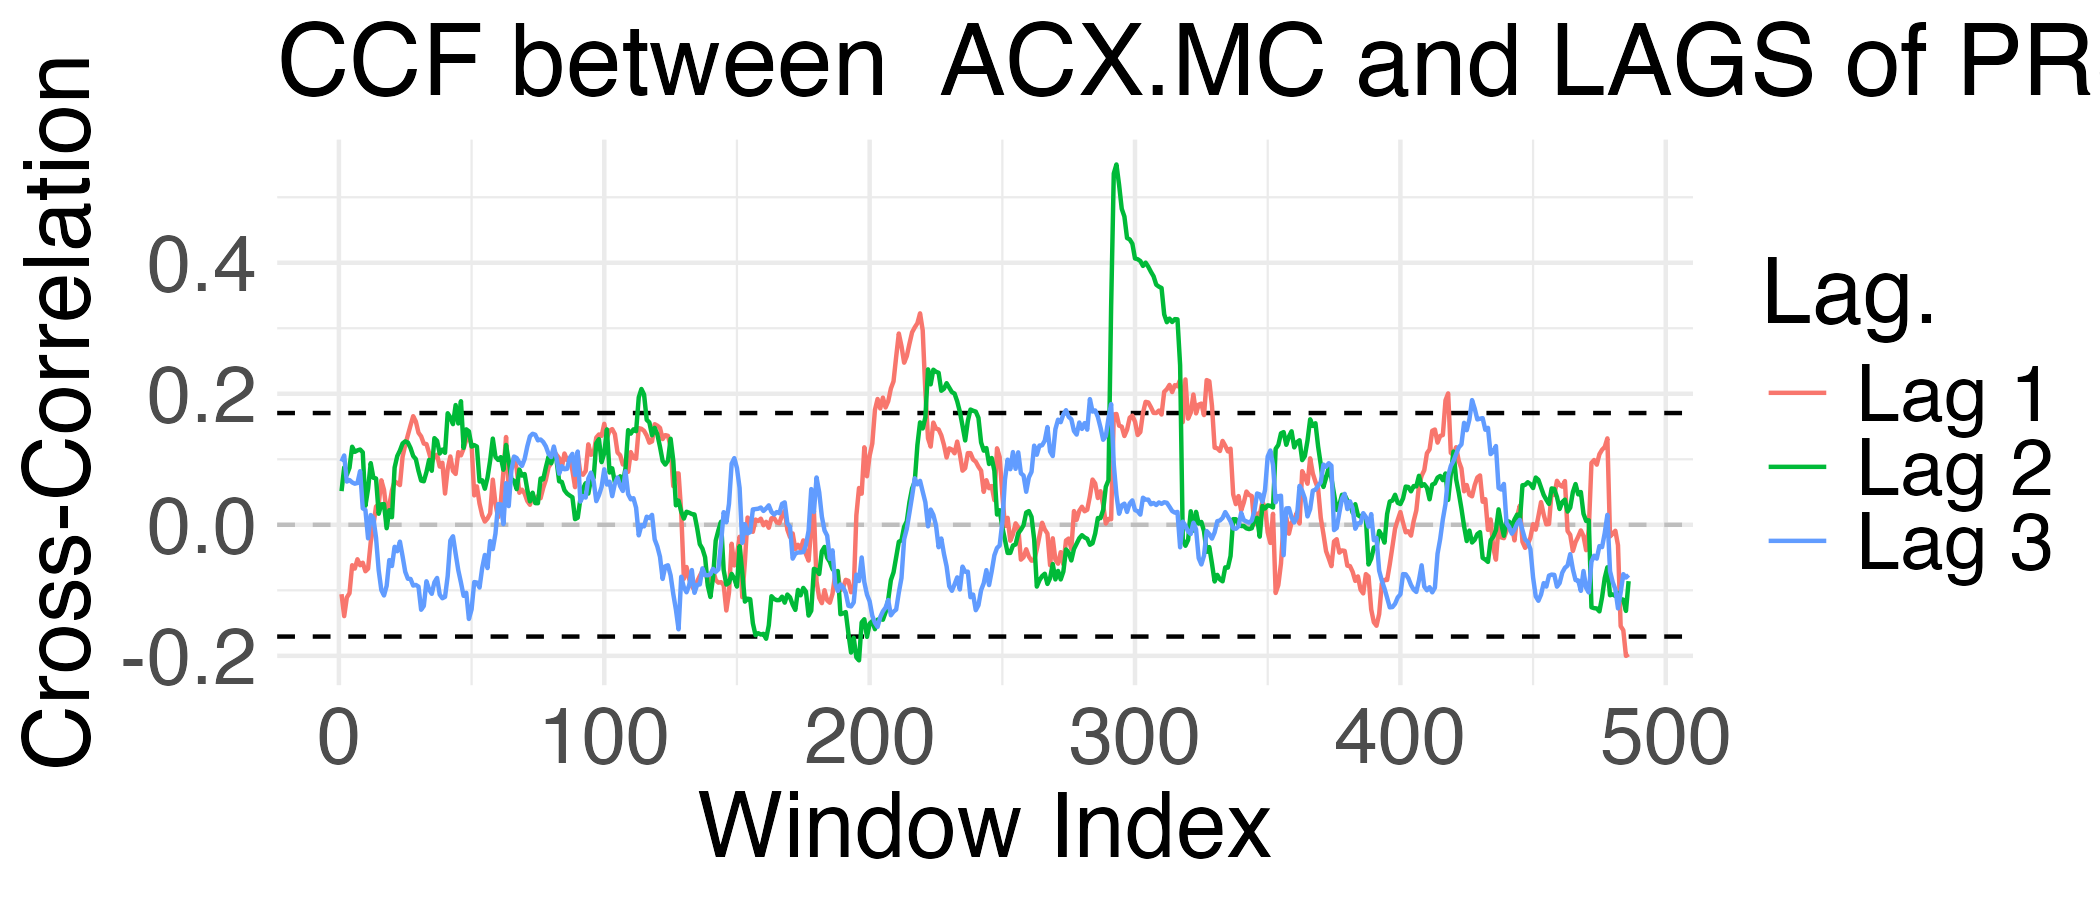 CCF between  ACX.MC and LAGS of PR
Cross-Correlation
0.4
0.2
0.0
-0.2
0
100
200
300
400
500
Window Index
Lag.
Lag 1
Lag 2
Lag 3